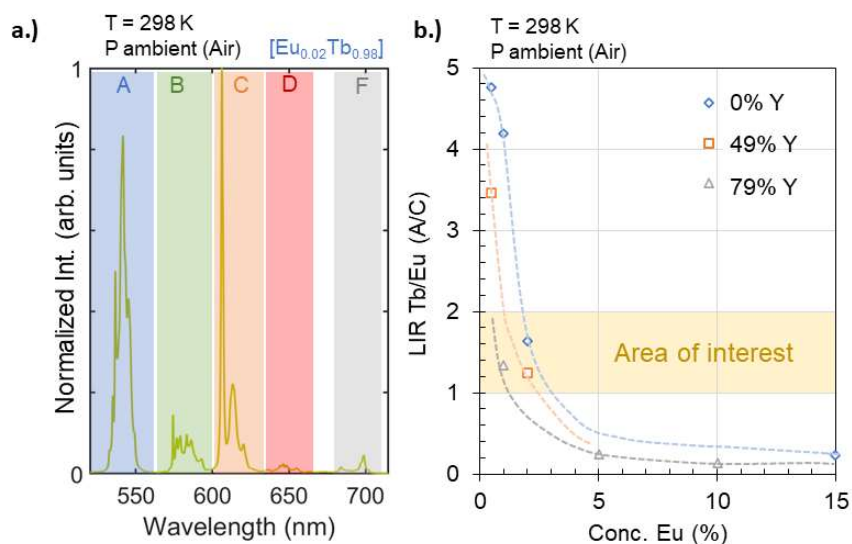 a.)
T = 298 K
P ambient (Air)
[Eu0.02Tb0.98]
1
A
B
C
D
F
0
Normalized Int. (arb. units)
550
600
650
700
Wavelength (nm)
b.)
T = 298 K
P ambient (Air)
5
4
3
2
1
0
LIR Tb/Eu (A/C)
0% Y
49% Y
79% Y
Area of interest
0
5
10
15
Conc. Eu (%)